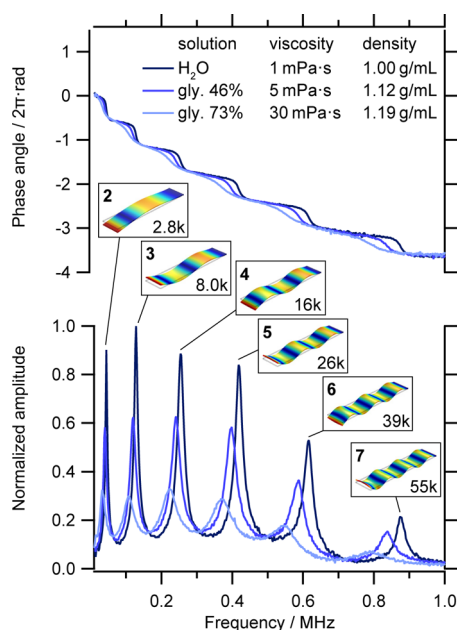 solution viscosity density
H₂O 1 mPa·s 1.00 g/mL
gly. 46% 5 mPa·s 1.12 g/mL
gly. 73% 30 mPa·s 1.19 g/mL
Phase angle / 2π·rad
1
0
-1
-2
-3
-4
2
2.8k
3
8.0k
4
16k
5
26k
6
39k
7
55k
Normalized amplitude
1.0
0.8
0.6
0.4
0.2
0.0
0.2 0.4 0.6 0.8 1.0
Frequency / MHz